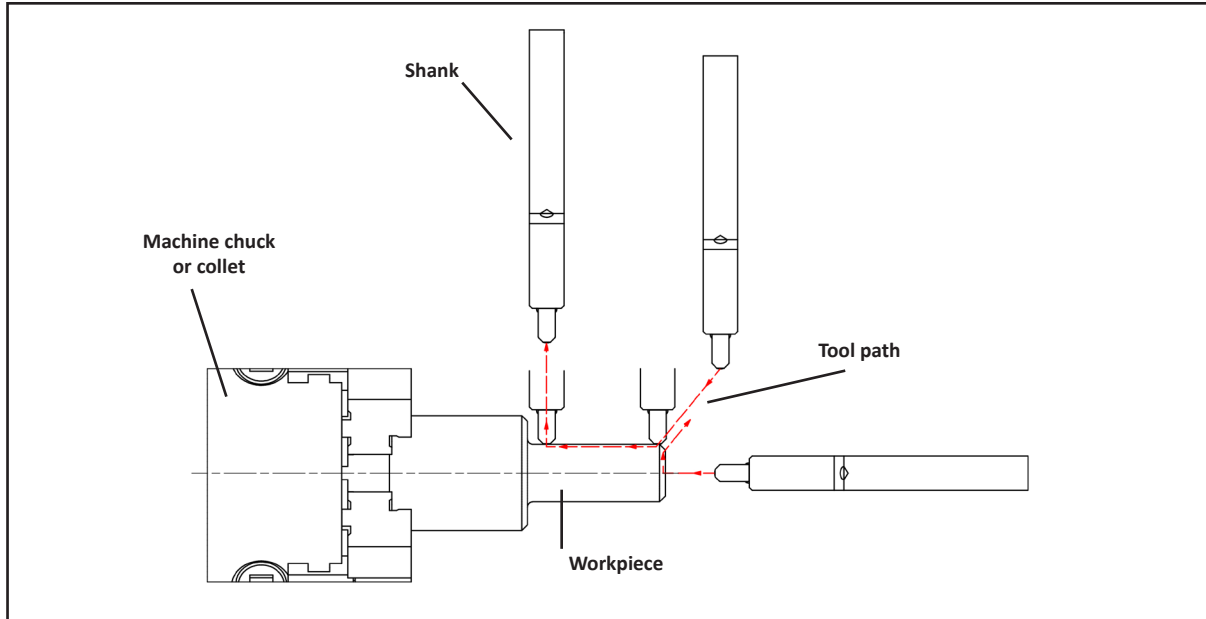 Shank
Machine chuck
or collet
Tool path
Workpiece